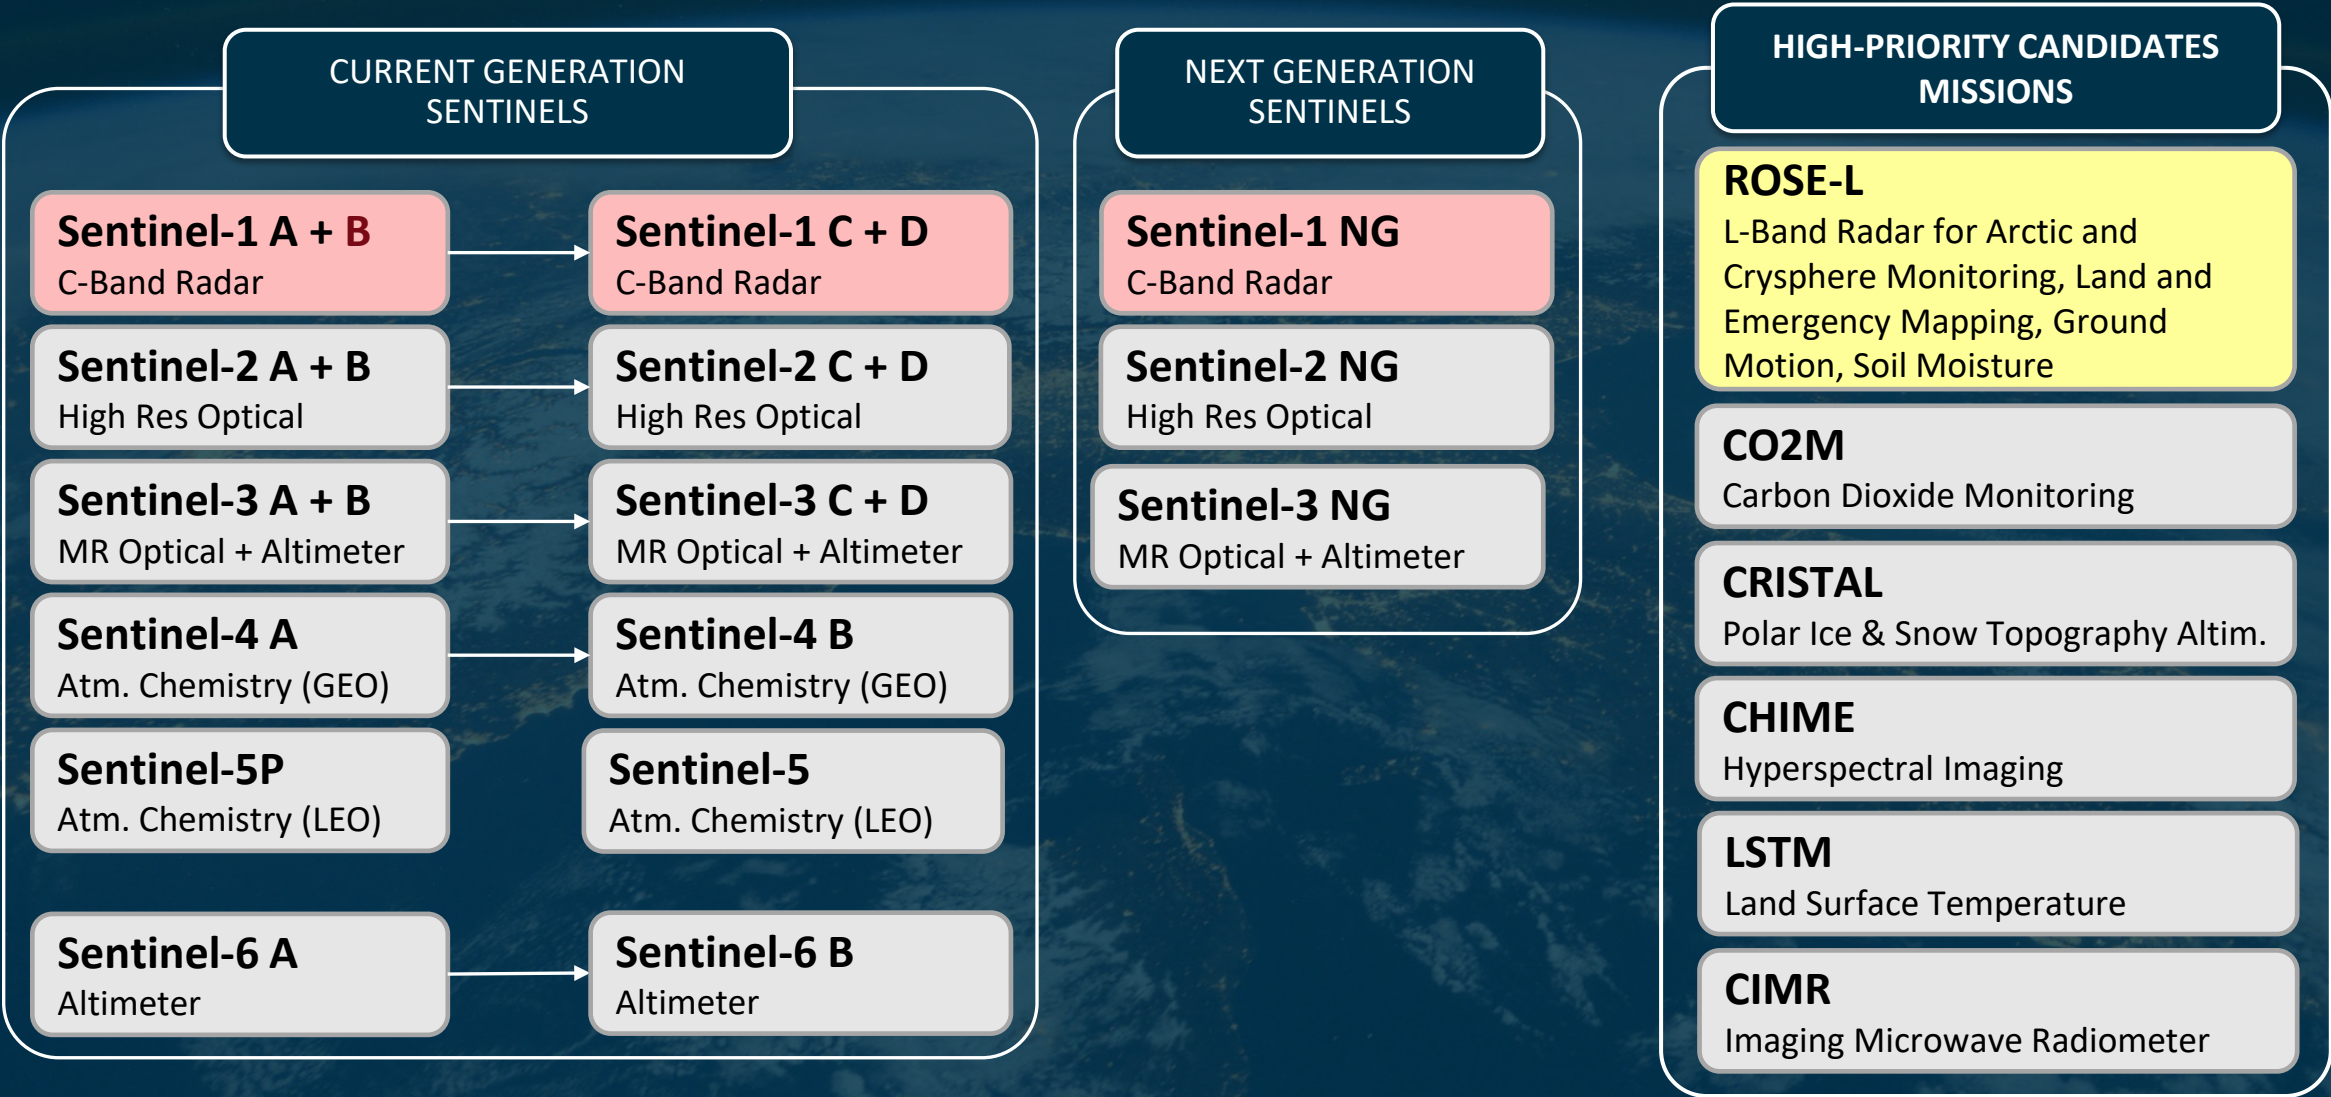 CURRENT GENERATION
SENTINELS
Sentinel-1 A + B
C-Band Radar
Sentinel-2 A + B
High Res Optical
Sentinel-3 A + B
MR Optical + Altimeter
Sentinel-4 A
Atm. Chemistry (GEO)
Sentinel-5P
Atm. Chemistry (LEO)
Sentinel-6 A
Altimeter
Sentinel-1 C + D
C-Band Radar
Sentinel-2 C + D
High Res Optical
Sentinel-3 C + D
MR Optical + Altimeter
Sentinel-4 B
Atm. Chemistry (GEO)
Sentinel-5
Atm. Chemistry (LEO)
Sentinel-6 B
Altimeter
NEXT GENERATION
SENTINELS
Sentinel-1 NG
C-Band Radar
Sentinel-2 NG
High Res Optical
Sentinel-3 NG
MR Optical + Altimeter
HIGH-PRIORITY CANDIDATES
MISSIONS
ROSE-L
L-Band Radar for Arctic and
Crysphere Monitoring, Land and
Emergency Mapping, Ground
Motion, Soil Moisture
CO2M
Carbon Dioxide Monitoring
CRISTAL
Polar Ice & Snow Topography Altim.
CHIME
Hyperspectral Imaging
LSTM
Land Surface Temperature
CIMR
Imaging Microwave Radiometer